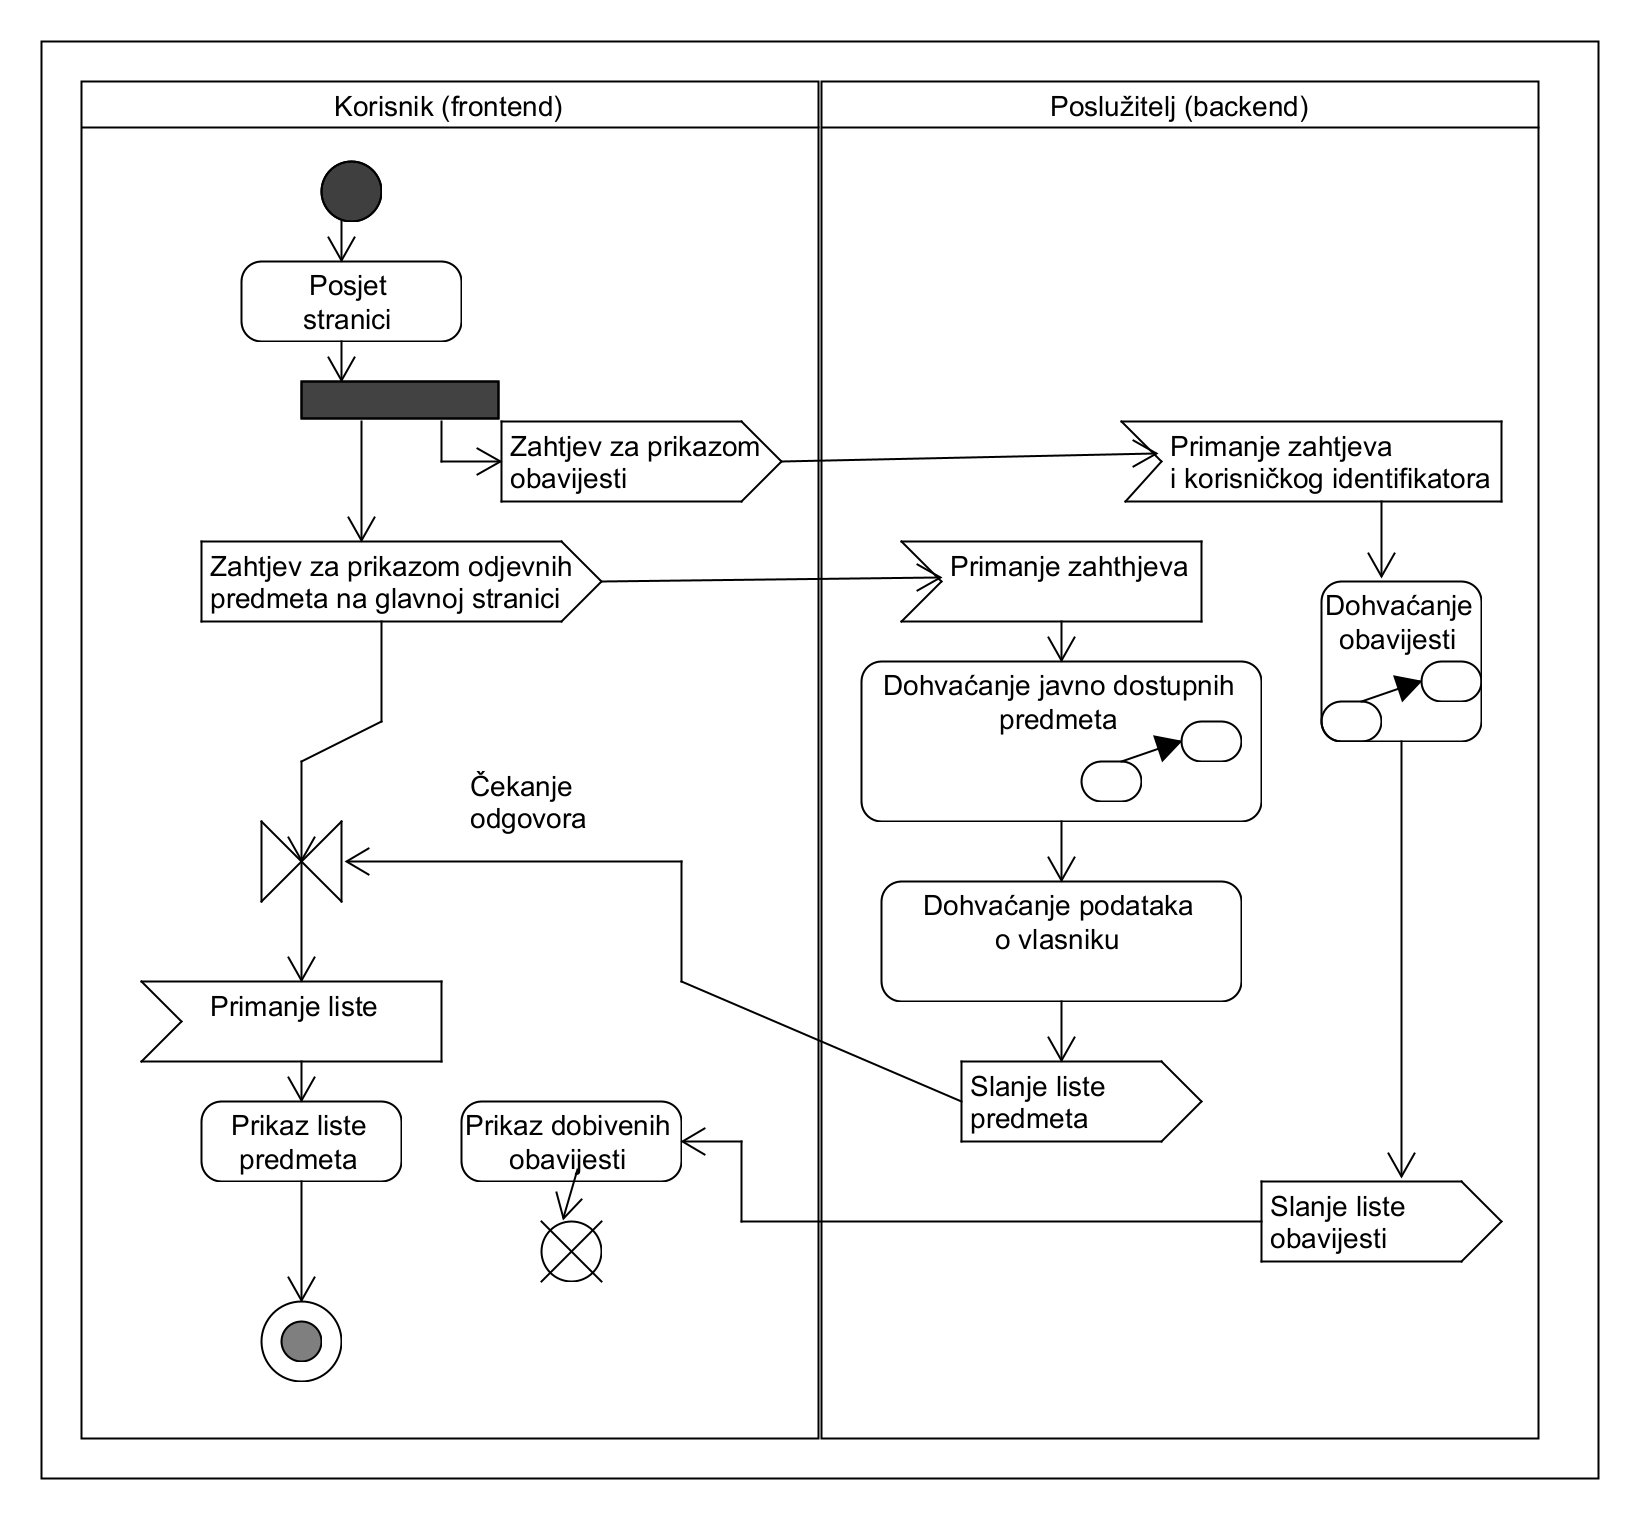 Korisnik (frontend)
Poslužitelj (backend)
Posjet
stranici
Zahtjev za prikazom
obavijesti
Primanje zahtjeva
i korisničkog identifikatora
Zahtjev za prikazom odjevnih
predmeta na glavnoj stranici
Primanje zahthjeva
Dohvaćanje
obavijesti
Dohvaćanje javno dostupnih
predmeta
Čekanje
odgovora
Dohvaćanje podataka
o vlasniku
Primanje liste
Slanje liste
predmeta
Prikaz liste
predmeta
Prikaz dobivenih
obavijesti
Slanje liste
obavijesti